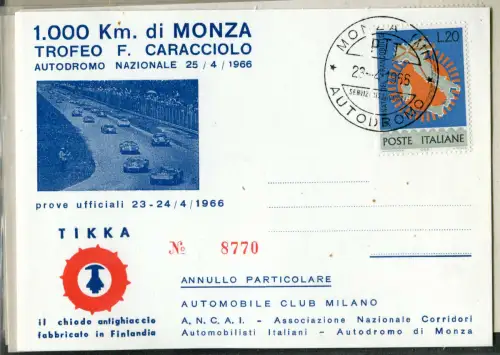 1.000 Km. di MONZA
TROFEO F. CARACCIOLO
AUTODROMO NAZIONALE 25/4/1966
MONZA
PTT
AUTODROMO
L.20
POSTE ITALIANE
prove ufficiali 23-24/4/1966
TIKKA
№ 8770
il chiodo antighiaccio
fabbricato in Finlandia
ANNULLO PARTICOLARE
AUTOMOBILE CLUB MILANO
A.N.C.A.I. - Associazione Nazionale Corridori
Automobilisti Italiani - Autodromo di Monza